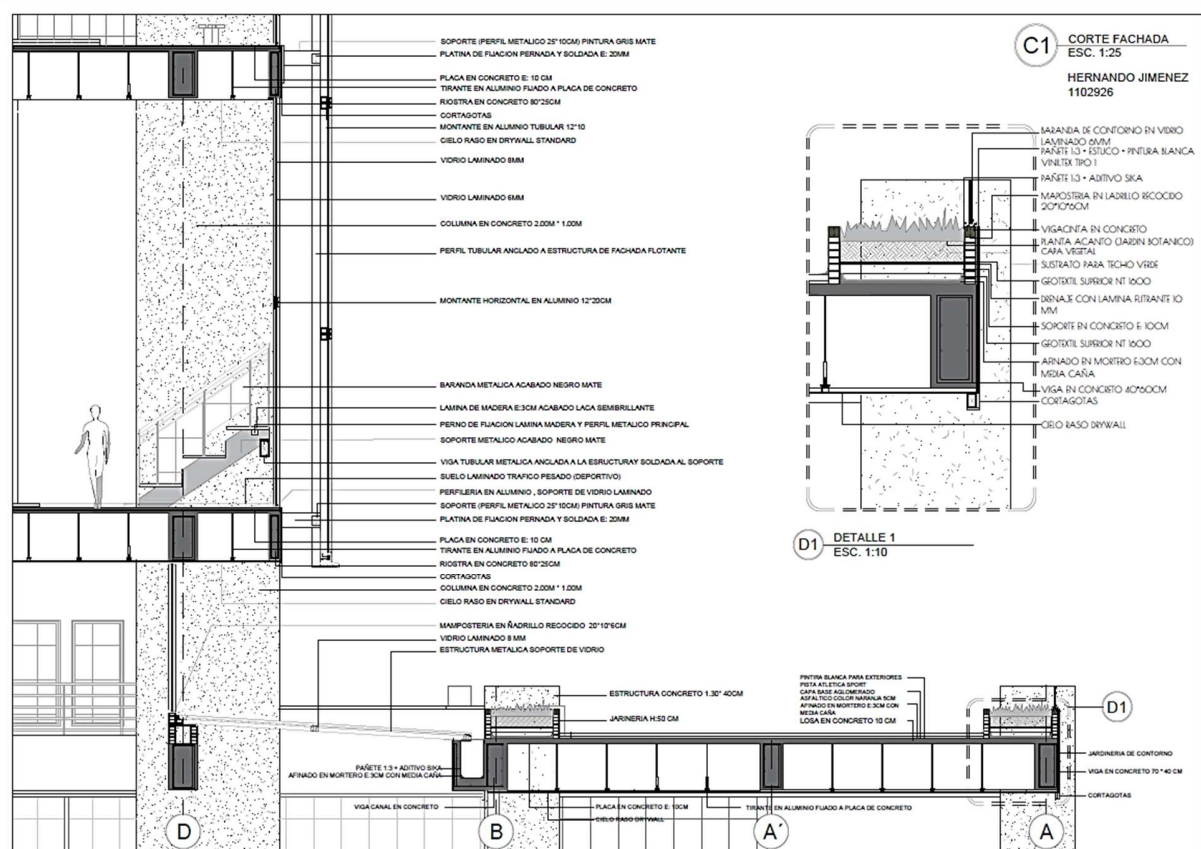 SOPORTE (PERFIL METALICO 25*10CM) PINTURA GRIS MATE
PLATINA DE FIJACION PERNADA Y SOLDADA E: 20MM
PLACA EN CONCRETO E: 10 CM
TIRANTE EN ALUMINIO FIJADO A PLACA DE CONCRETO
RIOSTRA EN CONCRETO 80*25CM
CORTAGOTAS
MONTANTE EN ALUMNIO TUBULAR 12*10
CIELO RASO EN DRYWALL STANDARD
VIDRIO LAMINADO 8MM
VIDRIO LAMINADO 6MM
COLUMNA EN CONCRETO 2.00M * 1.00M
PERFIL TUBULAR ANCLADO A ESTRUCTURA DE FACHADA FLOTANTE
MONTANTE HORIZONTAL EN ALUMINIO 12*20CM
BARANDA METALICA ACABADO NEGRO MATE
LAMINA DE MADERA E:3CM ACABADO LACA SEMIBRILLANTE
PERNO DE FIJACION LAMINA MADERA Y PERFIL METALICO PRINCIPAL
SOPORTE METALICO ACABADO NEGRO MATE
VIGA TUBULAR METALICA ANCLADA A LA ESRUCTURAY SOLDADA AL SOPORTE
SUELO LAMINADO TRAFICO PESADO (DEPORTIVO)
PERFILERIA EN ALUMINIO , SOPORTE DE VIDRIO LAMINADO
SOPORTE (PERFIL METALICO 25*10CM) PINTURA GRIS MATE
PLATINA DE FIJACION PERNADA Y SOLDADA E: 20MM
PLACA EN CONCRETO E: 10 CM
TIRANTE EN ALUMINIO FIJADO A PLACA DE CONCRETO
RIOSTRA EN CONCRETO 80*25CM
CORTAGOTAS
COLUMNA EN CONCRETO 2.00M * 1.00M
CIELO RASO EN DRYWALL STANDARD
MAMPOSTERIA EN ÑADRILLO RECOCIDO 20*10*6CM
VIDRIO LAMINADO 8 MM
ESTRUCTURA METALICA SOPORTE DE VIDRIO
C1
CORTE FACHADA
ESC. 1:25
HERNANDO JIMENEZ
1102926
BARANDA DE CONTORNO EN VIDRIO
LAMINADO 6MM
PAÑETE 1:3 + ESTUCO + PINTURA BLANCA
VINILTEX TIPO 1
PAÑETE 1:3 + ADITIVO SIKA
MAPOSTERIA EN LADRILLO RECOCIDO
20*10*6CM
VIGACINTA EN CONCRETO
PLANTA ACANTO (JARDIN BOTANICO)
CAPA VEGETAL
SUSTRATO PARA TECHO VERDE
GEOTEXTIL SUPERIOR NT 1600
DRENAJE CON LAMINA FLITRANTE 10
MM
SOPORTE EN CONCRETO E: 10CM
GEOTEXTIL SUPERIOR NT 1600
AFINADO EN MORTERO E:3CM CON
MEDIA CAÑA
VIGA EN CONCRETO 40*60CM
CORTAGOTAS
CIELO RASO DRYWALL
D1
DETALLE 1
ESC. 1:10
ESTRUCTURA CONCRETO 1.30* 40CM
JARINERIA H:50 CM
PINTIRA BLANCA PARA EXTERIORES
PISTA ATLETICA SPORT
CAPA BASE AGLOMERADO
ASFALTICO COLOR NARANJA 5CM
AFINADO EN MORTERO E:3CM CON
MEDIA CAÑA
LOSA EN CONCRETO 10 CM
D1
JARDINERIA DE CONTORNO
VIGA EN CONCRETO 70 * 40 CM
CORTAGOTAS
PAÑETE 1:3 + ADITIVO SIKA
AFINADO EN MORTERO E:3CM CON MEDIA CAÑA
VIGA CANAL EN CONCRETO
PLACA EN CONCRETO E: 10CM
CIELO RASO DRYWALL
TIRANTE EN ALUMINIO FIJADO A PLACA DE CONCRETO
D
B
A´
A